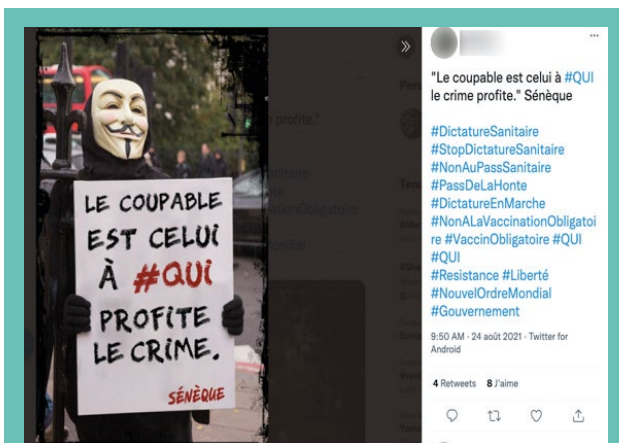 LE COUPABLE
EST CELUI
À #QUI
PROFITE
LE CRIME.
SÉNÈQUE
"Le coupable est celui à #QUI
le crime profite." Sénèque
#DictatureSanitaire
#StopDictatureSanitaire
#NonAuPassSanitaire
#PassDeLaHonte
#DictatureEnMarche
#NonALaVaccinationObligatoi
re #VaccinObligatoire #QUI
#QUI
#Resistance #Liberté
#NouvelOrdreMondial
#Gouvernement
9:50 AM · 24 août 2021 · Twitter for
Android
4 Retweets 8 J'aime